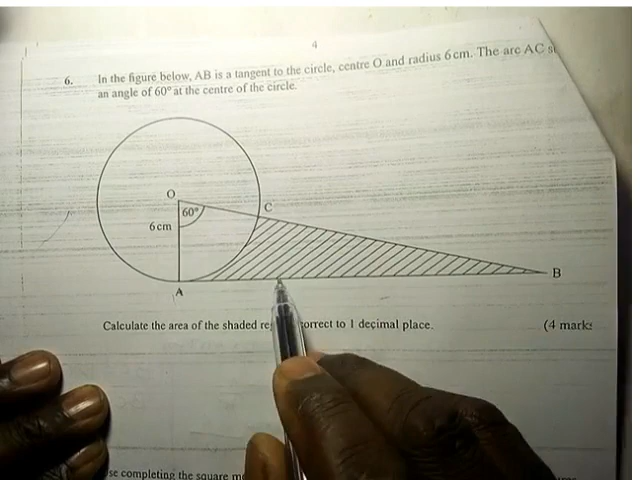 4
6. In the figure below, AB is a tangent to the circle, centre O and radius 6 cm. The arc AC
an angle of 60° at the centre of the circle.
O
60°
C
6 cm
B
A
Calculate the area of the shaded correct to 1 decimal place. (4 marks
se completing the square